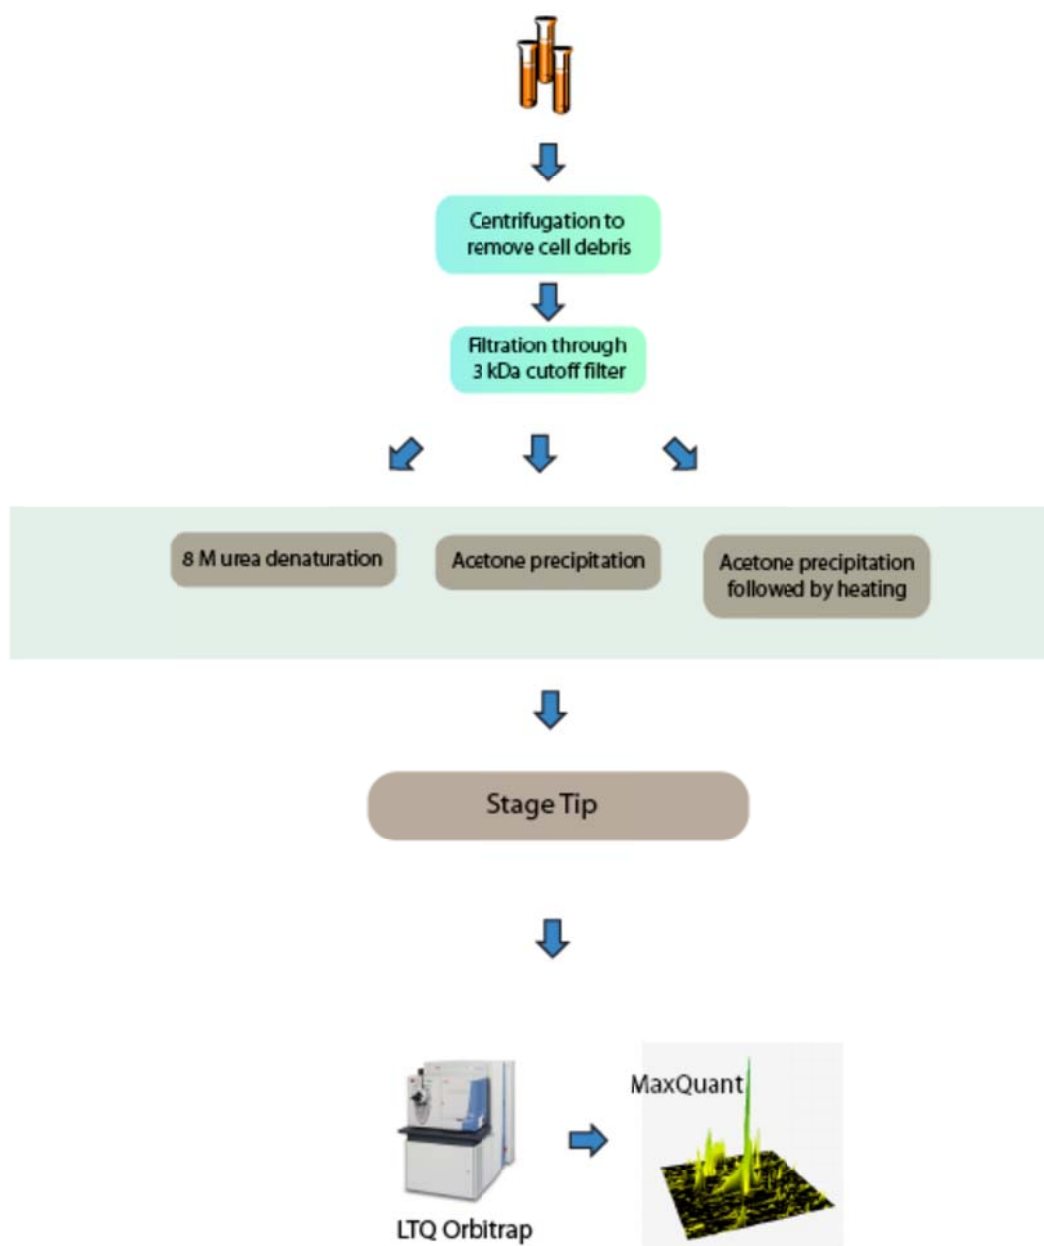 Centrifugation to
remove cell debris
Filtration through
3 kDa cutoff filter
8 M urea denaturation
Acetone precipitation
Acetone precipitation
followed by heating
Stage Tip
MaxQuant
LTQ Orbitrap